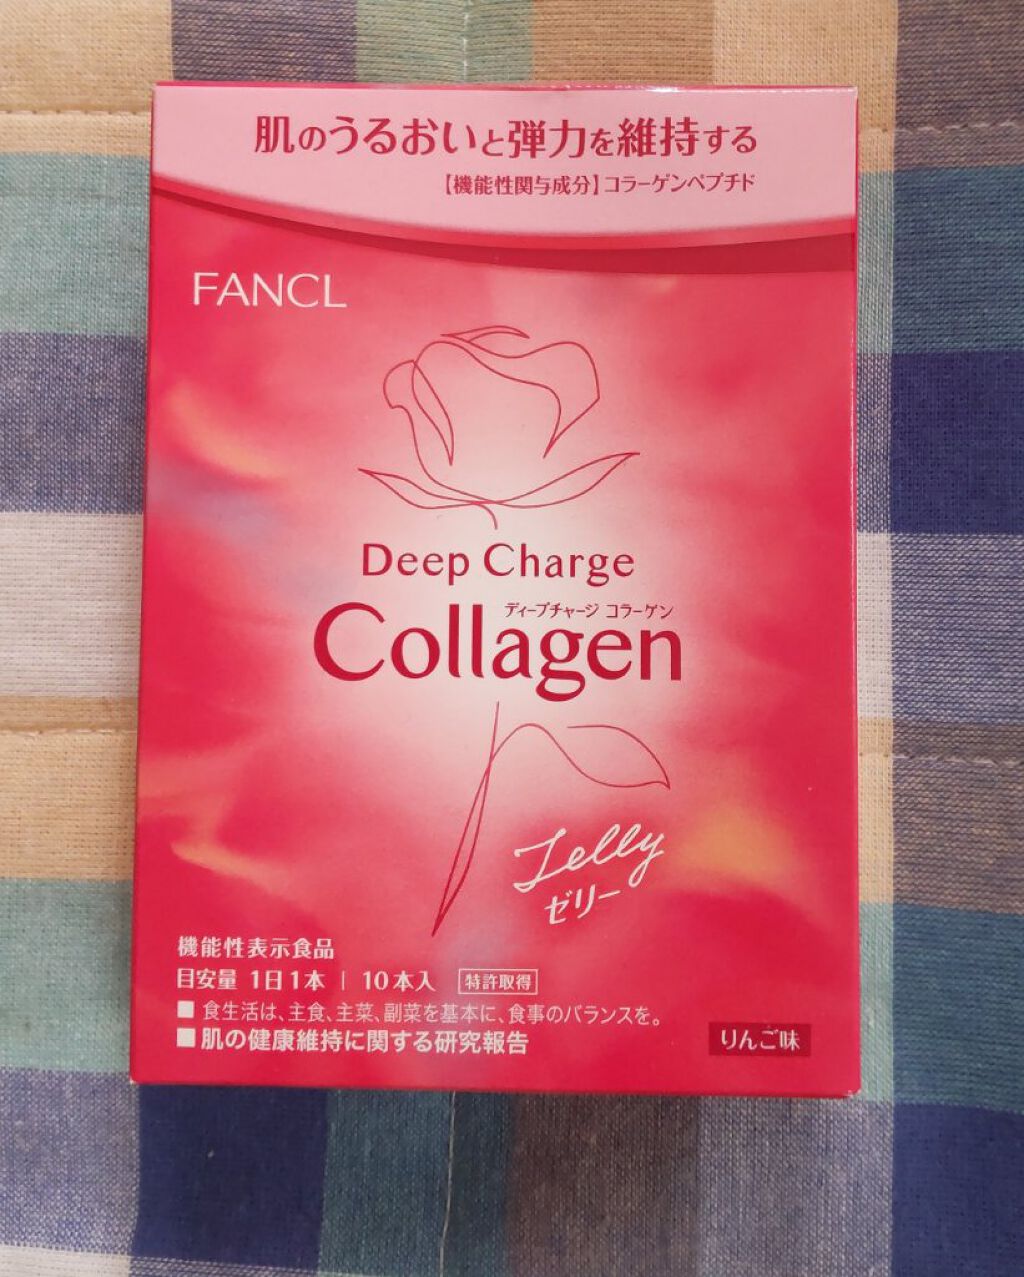 肌のうるおいと弾力を維持する
【機能性関与成分】コラーゲンペプチド
FANCL
Deep Charge
ディープチャージ コラーゲン
Collagen
Jelly
ゼリー
機能性表示食品
目安量 1日1本 | 10本入 特許取得
■ 食生活は、主食、主菜、副菜を基本に、食事のバランスを。
■肌の健康維持に関する研究報告
りんご味